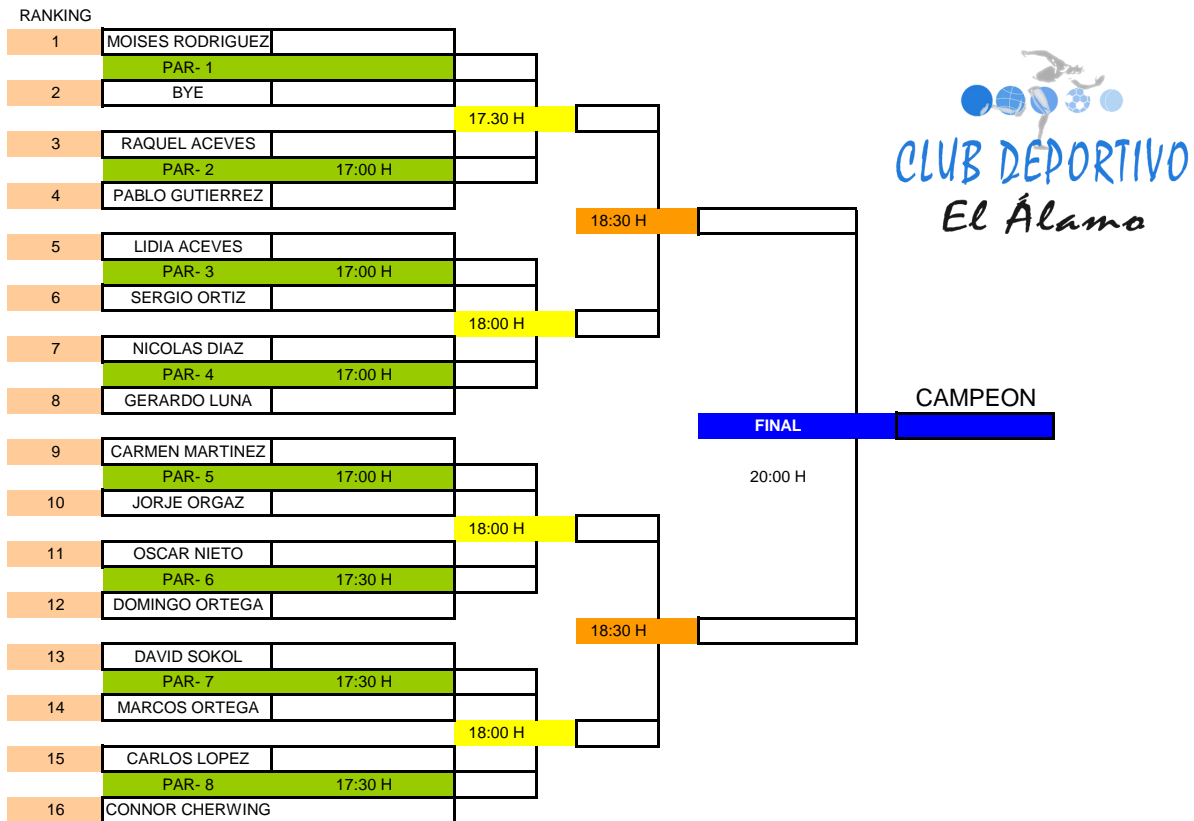 RANKING
1 MOISES RODRIGUEZ
PAR- 1
2 BYE
17.30 H
3 RAQUEL ACEVES
PAR- 2 17:00 H
4 PABLO GUTIERREZ
18:30 H
5 LIDIA ACEVES
PAR- 3 17:00 H
6 SERGIO ORTIZ
18:00 H
7 NICOLAS DIAZ
PAR- 4 17:00 H
8 GERARDO LUNA
CAMPEON
FINAL
9 CARMEN MARTINEZ
PAR- 5 17:00 H
20:00 H
10 JORJE ORGAZ
18:00 H
11 OSCAR NIETO
PAR- 6 17:30 H
12 DOMINGO ORTEGA
18:30 H
13 DAVID SOKOL
PAR- 7 17:30 H
14 MARCOS ORTEGA
18:00 H
15 CARLOS LOPEZ
PAR- 8 17:30 H
16 CONNOR CHERWING
CLUB DEPORTIVO
El Álamo